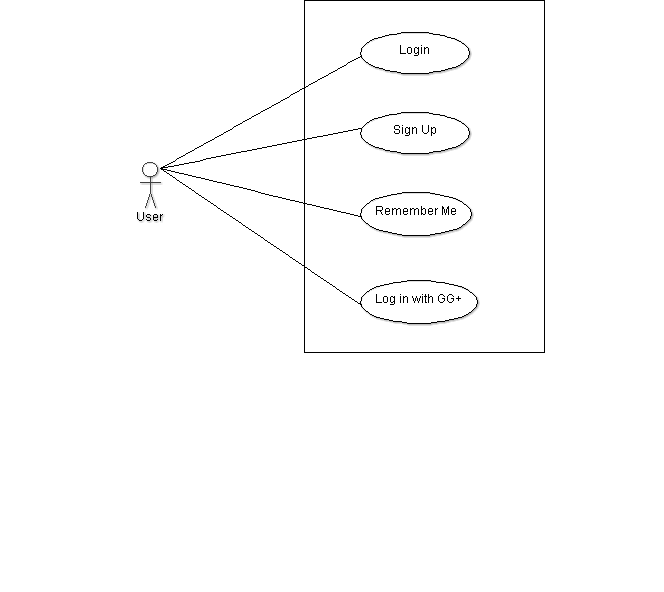 Login
Sign Up
User
Remember Me
Log in with GG+